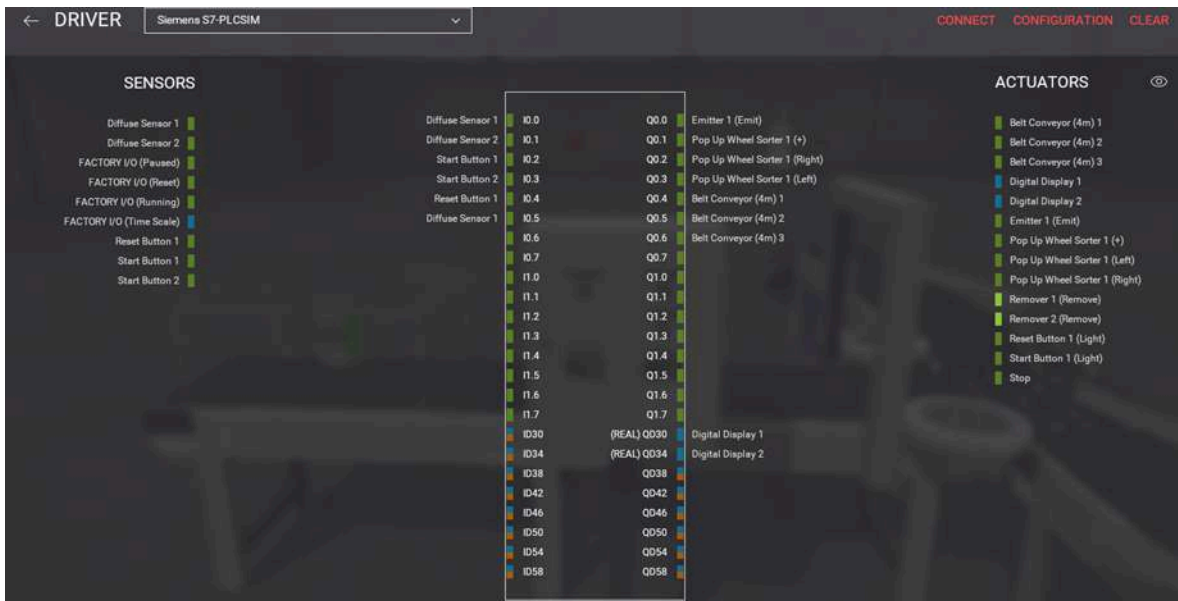 ← DRIVER Siemens S7-PLCSIM CONNECT CONFIGURATION CLEAR
SENSORS
Diffuse Sensor 1
Diffuse Sensor 2
FACTORY I/O (Paused)
FACTORY I/O (Reset)
FACTORY I/O (Running)
FACTORY I/O (Time Scale)
Reset Button 1
Start Button 1
Start Button 2
Diffuse Sensor 1 I0.0 Q0.0 Emitter 1 (Emit)
Diffuse Sensor 2 I0.1 Q0.1 Pop Up Wheel Sorter 1 (+)
Start Button 1 I0.2 Q0.2 Pop Up Wheel Sorter 1 (Right)
Start Button 2 I0.3 Q0.3 Pop Up Wheel Sorter 1 (Left)
Reset Button 1 I0.4 Q0.4 Belt Conveyor (4m) 1
Diffuse Sensor 1 I0.5 Q0.5 Belt Conveyor (4m) 2
I0.6 Q0.6 Belt Conveyor (4m) 3
I0.7 Q0.7
I1.0 Q1.0
I1.1 Q1.1
I1.2 Q1.2
I1.3 Q1.3
I1.4 Q1.4
I1.5 Q1.5
I1.6 Q1.6
I1.7 Q1.7
ID30 (REAL) QD30 Digital Display 1
ID34 (REAL) QD34 Digital Display 2
ID38 QD38
ID42 QD42
ID46 QD46
ID50 QD50
ID54 QD54
ID58 QD58
ACTUATORS
Belt Conveyor (4m) 1
Belt Conveyor (4m) 2
Belt Conveyor (4m) 3
Digital Display 1
Digital Display 2
Emitter 1 (Emit)
Pop Up Wheel Sorter 1 (+)
Pop Up Wheel Sorter 1 (Left)
Pop Up Wheel Sorter 1 (Right)
Remover 1 (Remove)
Remover 2 (Remove)
Reset Button 1 (Light)
Start Button 1 (Light)
Stop